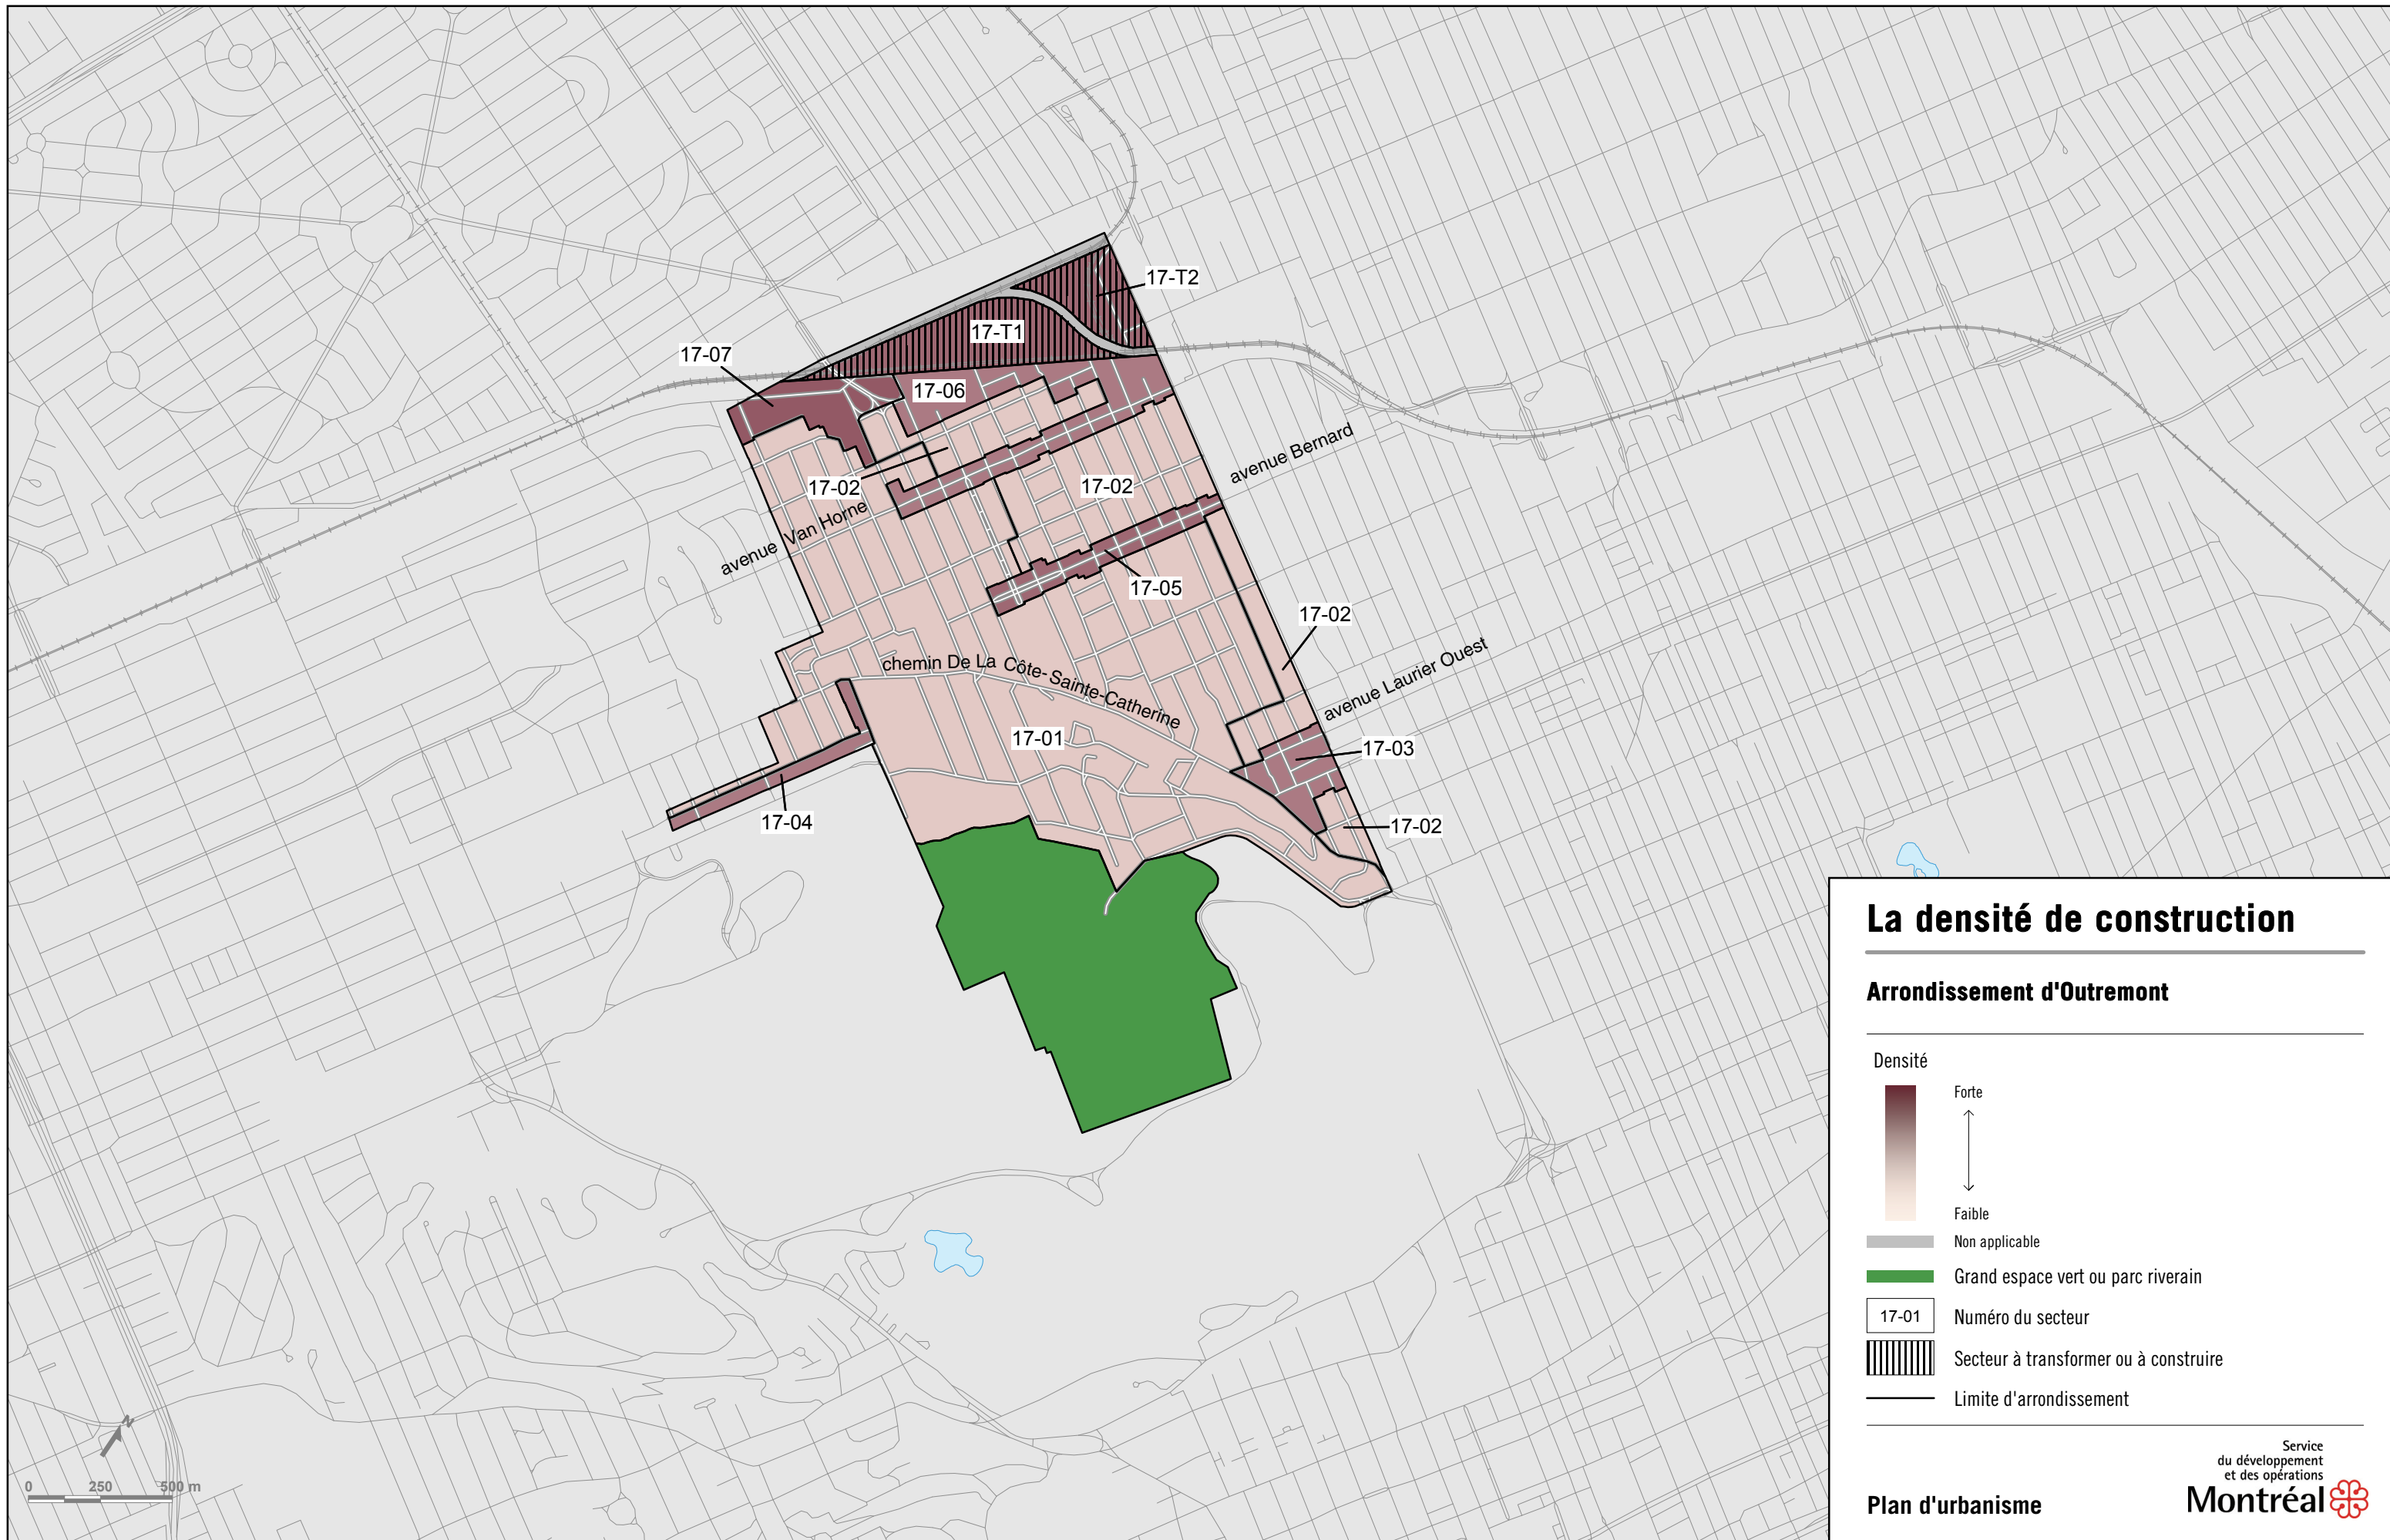 17-T2
17-T1
17-07
17-06
avenue Bernard
17-02
17-02
avenue Van Horne
17-05
17-02
avenue Laurier Ouest
chemin De La Côte-Sainte-Catherine
17-01
17-03
17-04
17-02
La densité de construction
Arrondissement d'Outremont
Densité
Forte
Faible
Non applicable
Grand espace vert ou parc riverain
17-01 Numéro du secteur
Secteur à transformer ou à construire
Limite d'arrondissement
Service
du développement
et des opérations
Montréal
Plan d'urbanisme
N
0 250 500 m